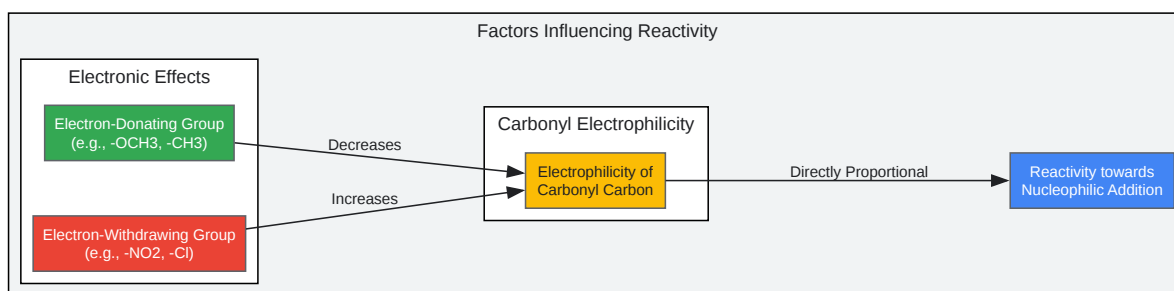 Factors Influencing Reactivity
Electronic Effects
Electron-Donating Group
(e.g., -OCH3, -CH3)
Electron-Withdrawing Group
(e.g., -NO2, -Cl)
Decreases
Increases
Carbonyl Electrophilicity
Electrophilicity of
Carbonyl Carbon
Directly Proportional
Reactivity towards
Nucleophilic Addition